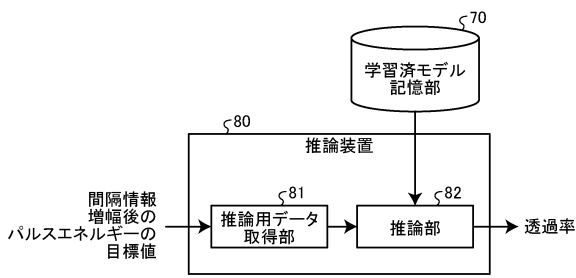 70
学習済モデル
記憶部
80
推論装置
間隔情報
増幅後の
パルスエネルギーの
目標値
81
推論用データ
取得部
82
推論部
透過率